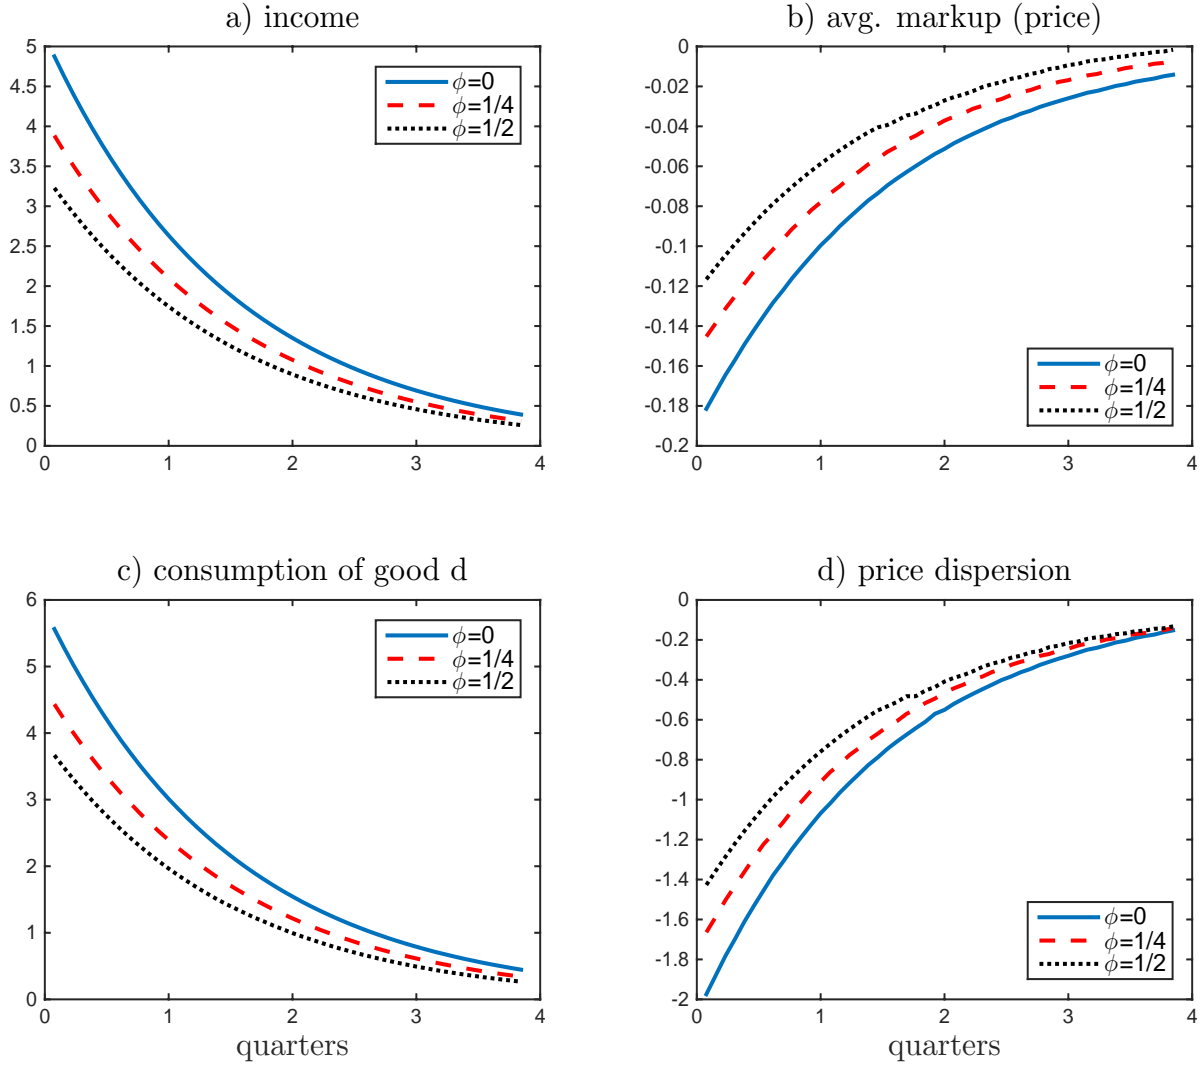 a) income
5
4.5
4
3.5
3
2.5
2
1.5
1
0.5
0
0 1 2 3 4
ϕ=0
ϕ=1/4
ϕ=1/2
b) avg. markup (price)
0
-0.02
-0.04
-0.06
-0.08
-0.1
-0.12
-0.14
-0.16
-0.18
-0.2
0 1 2 3 4
ϕ=0
ϕ=1/4
ϕ=1/2
c) consumption of good d
6
5
4
3
2
1
0
0 1 2 3 4
quarters
ϕ=0
ϕ=1/4
ϕ=1/2
d) price dispersion
0
-0.2
-0.4
-0.6
-0.8
-1
-1.2
-1.4
-1.6
-1.8
-2
0 1 2 3 4
quarters
ϕ=0
ϕ=1/4
ϕ=1/2